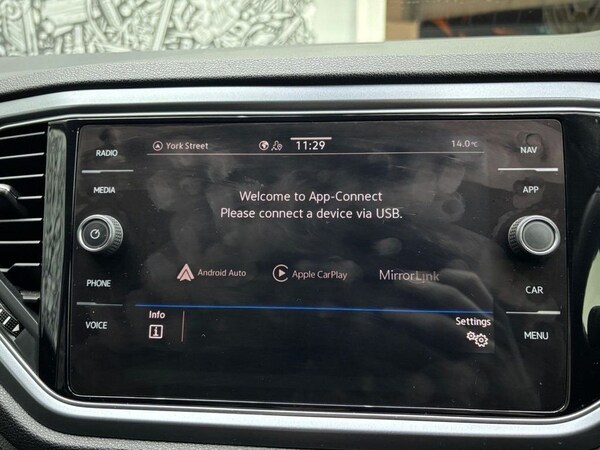 RADIO
York Street
11:29
14.0°C
NAV
MEDIA
APP
Welcome to App-Connect
Please connect a device via USB.
Android Auto
Apple CarPlay
MirrorLink
PHONE
CAR
VOICE
Info
Settings
MENU